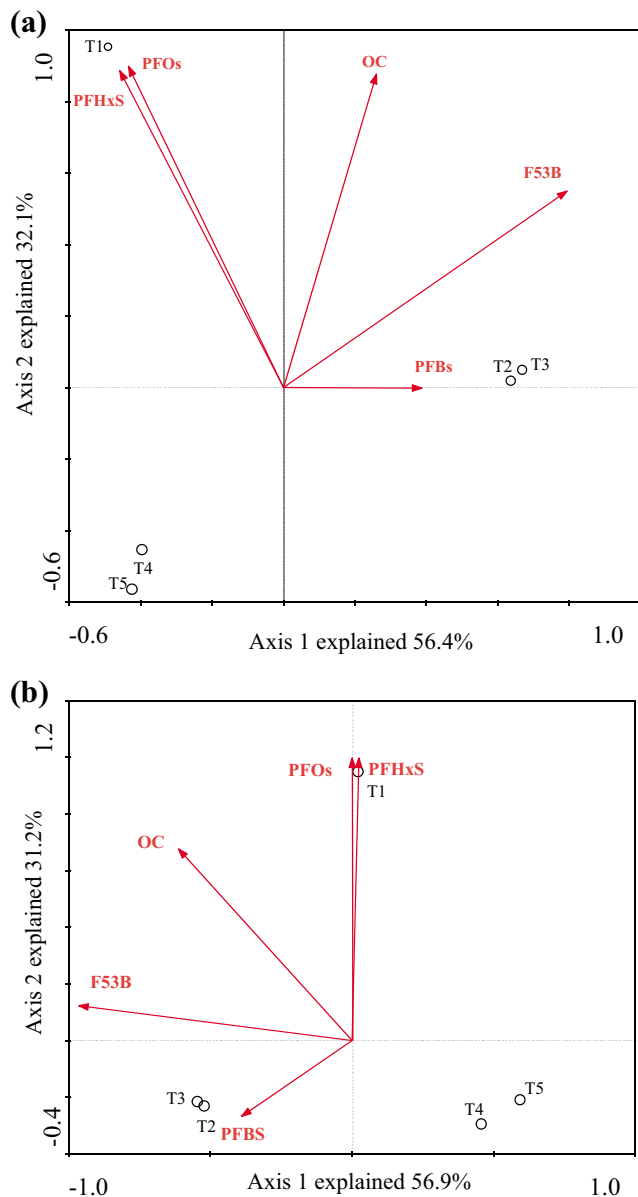 (a)
1.0
T1
PFOs
PFHxS
OC
F53B
Axis 2 explained 32.1%
PFBs
T2
T3
T4
T5
-0.6
-0.6
Axis 1 explained 56.4%
1.0
(b)
1.2
PFOs
PFHxS
T1
OC
Axis 2 explained 31.2%
F53B
T3
T2
PFBS
T4
T5
-0.4
-1.0
Axis 1 explained 56.9%
1.0